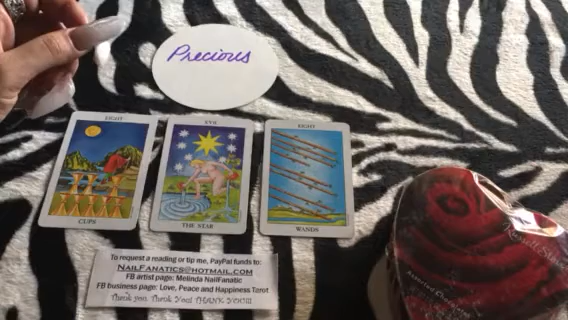 Precious
EIGHT
CUPS
XVII
THE STAR
EIGHT
WANDS
To request a reading or tip me, PayPal funds to:
NAILFANATICS@HOTMAIL.COM
FB artist page: Melinda NailFanatic
FB business page: Love, Peace and Happiness Tarot
Thank you, Thank You! THANK YOU!!!
Russell Stover